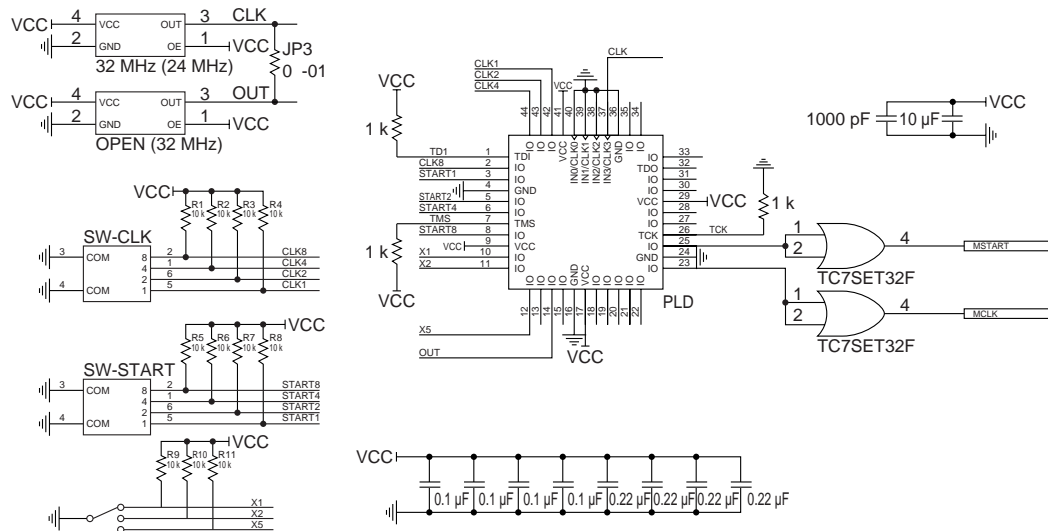 VCC 4 VCC OUT 3 CLK
2 GND OE 1 VCC
32 MHz (24 MHz)
JP3
0 -01
VCC 4 VCC OUT 3 OUT
2 GND OE 1 VCC
OPEN (32 MHz)
VCC
R1 10 k R2 10 k R3 10 k R4 10 k
SW-CLK
3 COM 8 2 CLK8
4 1 CLK4
2 6 CLK2
4 COM 1 5 CLK1
VCC
R5 10 k R6 10 k R7 10 k R8 10 k
SW-START
3 COM 8 2 START8
4 1 START4
2 6 START2
4 COM 1 5 START1
VCC
R9 10 k R10 10 k R11 10 k
X1
X2
X5
CLK
CLK1
CLK2
CLK4
VCC
VCC
1 k
44 43 42 41 40 39 38 37 36 35 34
IO IO IO VCC IN0/CLK0 IN1/CLK1 IN2/CLK2 IN3/CLK3 GND IO IO
TD1 1 TDI
CLK8 2 IO
START1 3 IO
4 GND
START2 5 IO
START4 6 IO
TMS 7 TMS
START8 8 IO
VCC 9 VCC
X1 10 IO
X2 11 IO
1 k
VCC
IO 33
TDO 32
IO 31
IO 30
VCC 29 VCC
IO 28
IO 27
TCK 26 TCK
IO 25
GND 24
IO 23
1 k
PLD
IO IO IO IO GND VCC IO IO IO IO IO
12 13 14 15 16 17 18 19 20 21 22
X5
OUT
VCC
1000 pF 10 µF VCC
1
2
4
MSTART
TC7SET32F
1
2
4
MCLK
TC7SET32F
VCC
0.1 µF 0.1 µF 0.1 µF 0.1 µF 0.22 µF 0.22 µF 0.22 µF 0.22 µF